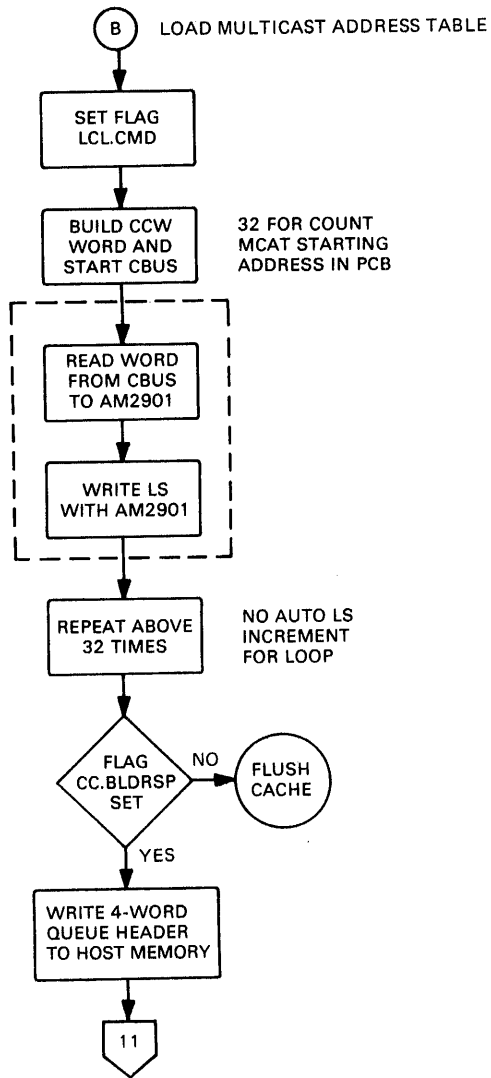 B
LOAD MULTICAST ADDRESS TABLE
SET FLAG
LCL.CMD
BUILD CCW
WORD AND
START CBUS
32 FOR COUNT
MCAT STARTING
ADDRESS IN PCB
READ WORD
FROM CBUS
TO AM2901
WRITE LS
WITH AM2901
REPEAT ABOVE
32 TIMES
NO AUTO LS
INCREMENT
FOR LOOP
FLAG
CC.BLDRSP
SET
NO
FLUSH
CACHE
YES
WRITE 4-WORD
QUEUE HEADER
TO HOST MEMORY
11